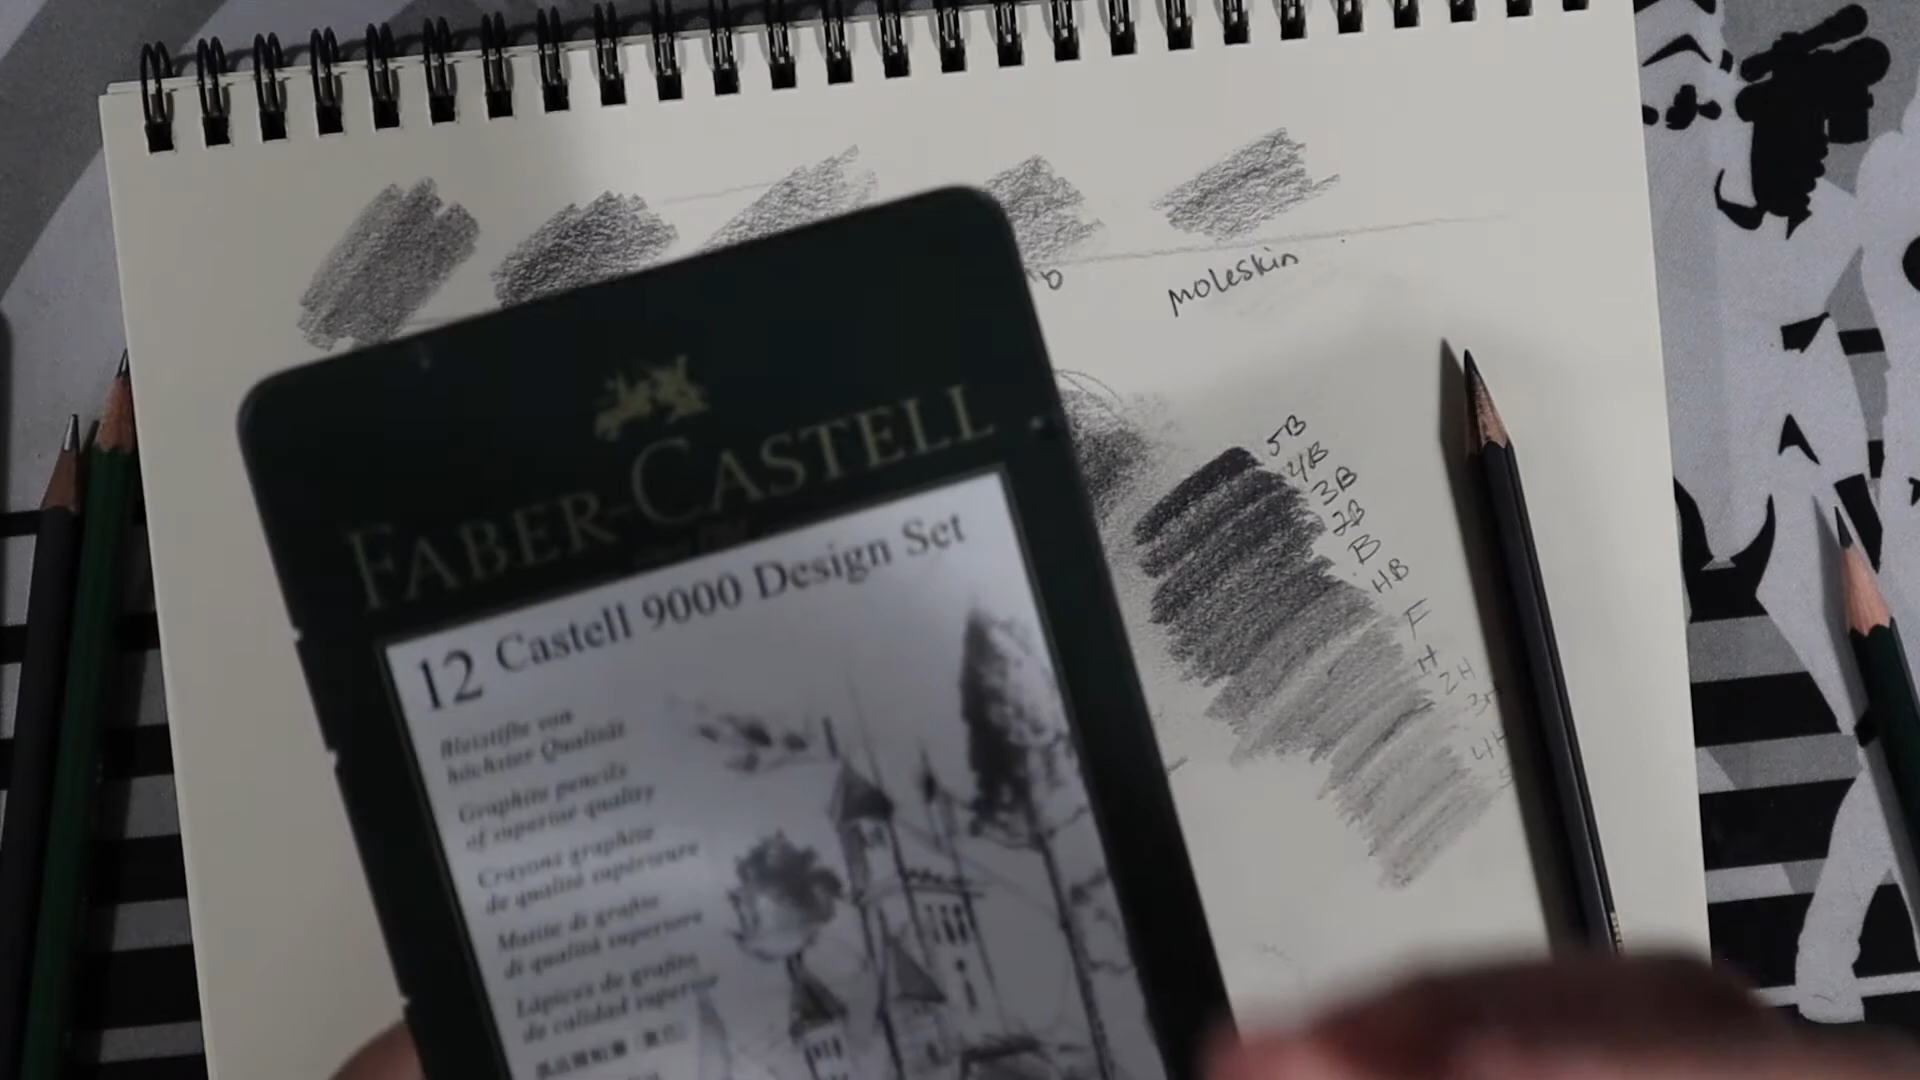 moleskin
FABER-CASTELL
12 Castell 9000 Design Set
Bleistifte von
höchster Qualität
Graphite pencils
of superior quality
Crayons graphite
de qualité supérieure
Matite di grafite
di qualità superiore
Lápices de grafito
de calidad superior
5B
4B
3B
2B
B
HB
F
H
2H